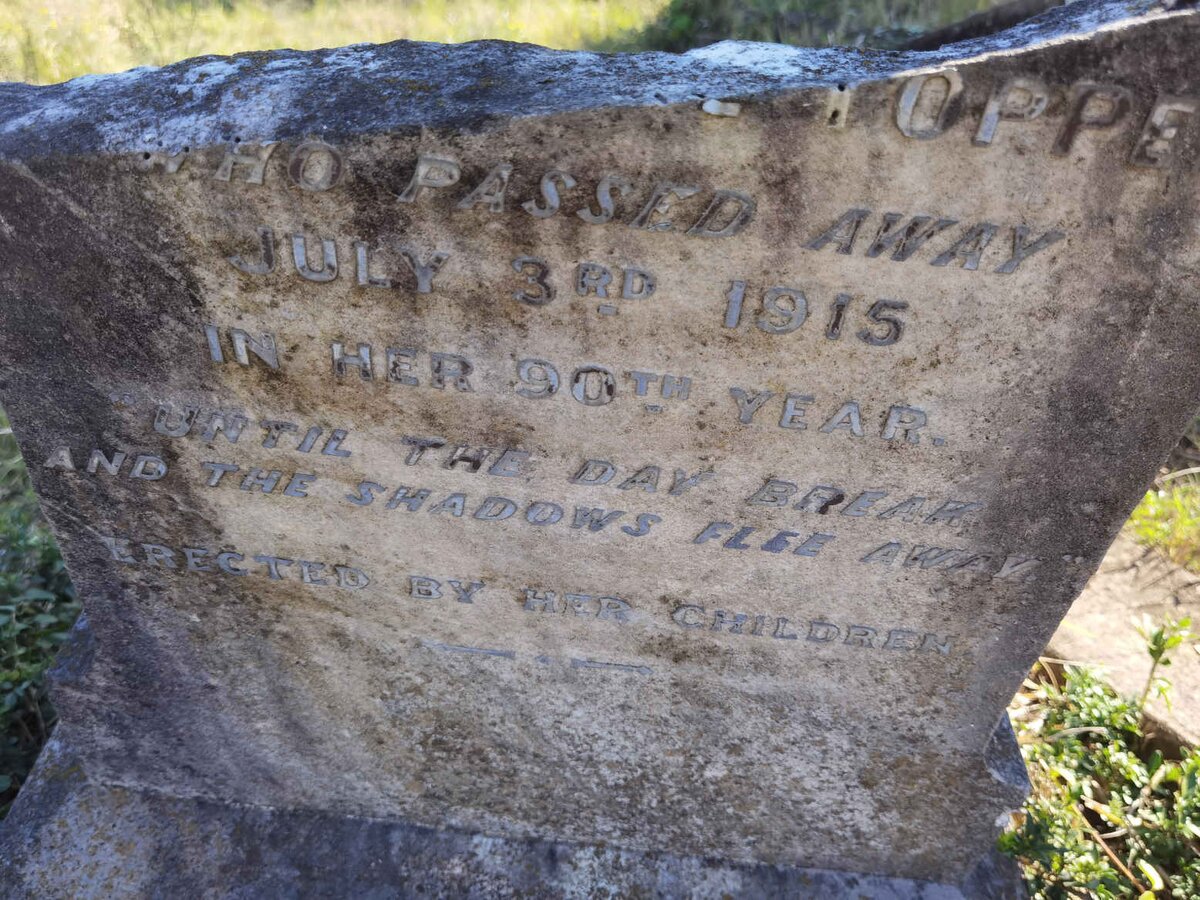 WHO PASSED AWAY
JULY 3RD 1915
IN HER 90TH YEAR.
"UNTIL THE DAY BREAK
AND THE SHADOWS FLEE AWAY."
ERECTED BY HER CHILDREN